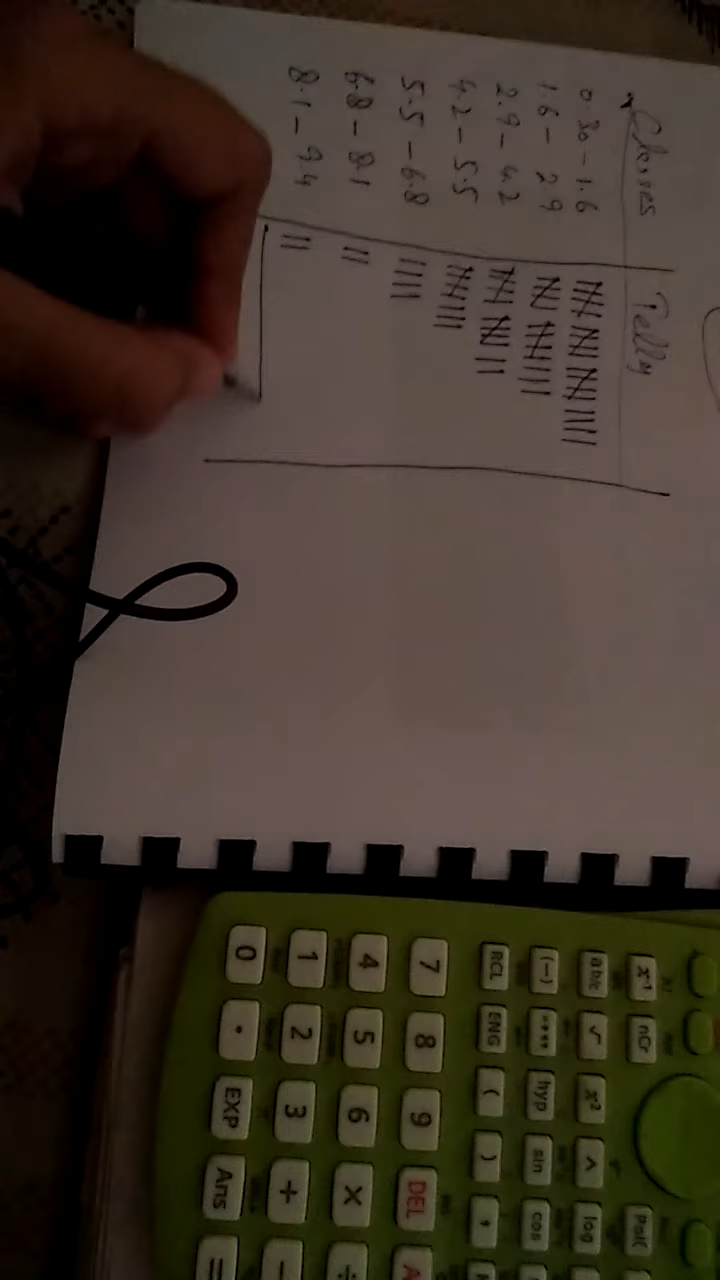 Classes Tally
0.30 – 1.6
1.6 – 2.9
2.9 – 4.2
4.2 – 5.5
5.5 – 6.8
6.8 – 8.1
8.1 – 9.4
x⁻¹ nCr Pol(
ab/c √ x² ^ log
(−) °’” hyp sin cos
RCL ENG ( ) ,
7 8 9 DEL A
4 5 6 × ÷
1 2 3 + −
0 • EXP Ans =